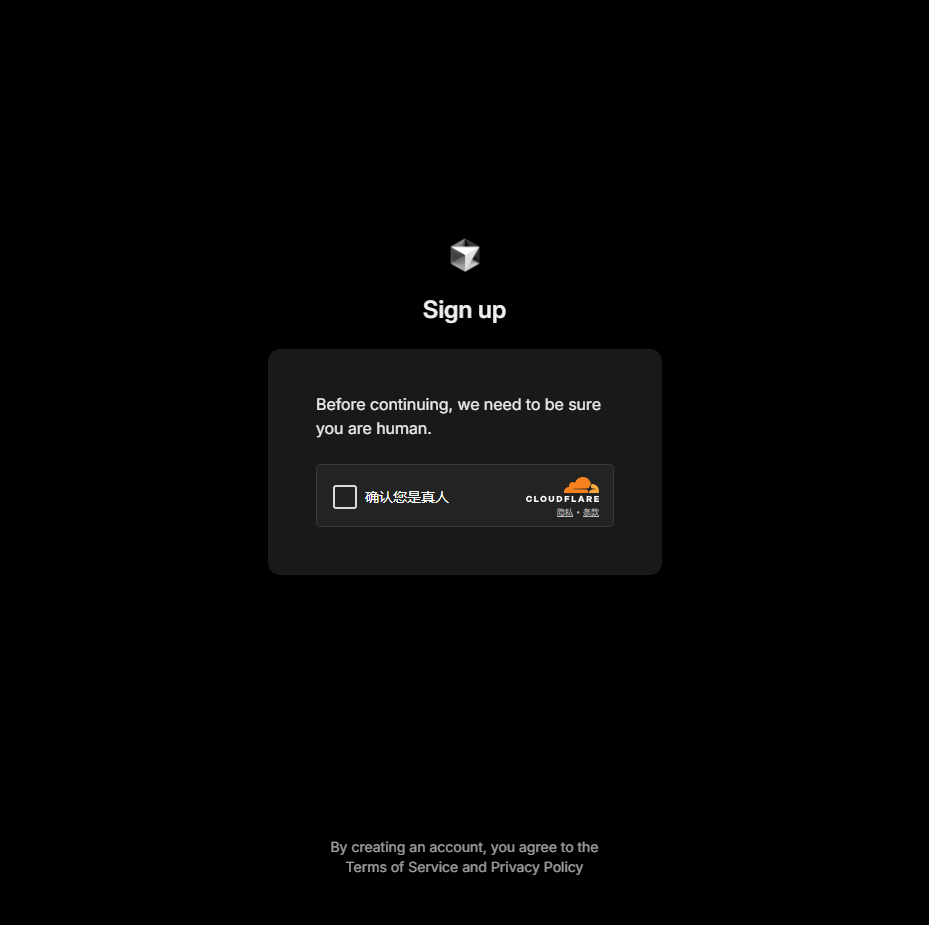 Sign up
Before continuing, we need to be sure
you are human.
确认您是真人
CLOUDFLARE
隐私 • 条款
By creating an account, you agree to the
Terms of Service and Privacy Policy